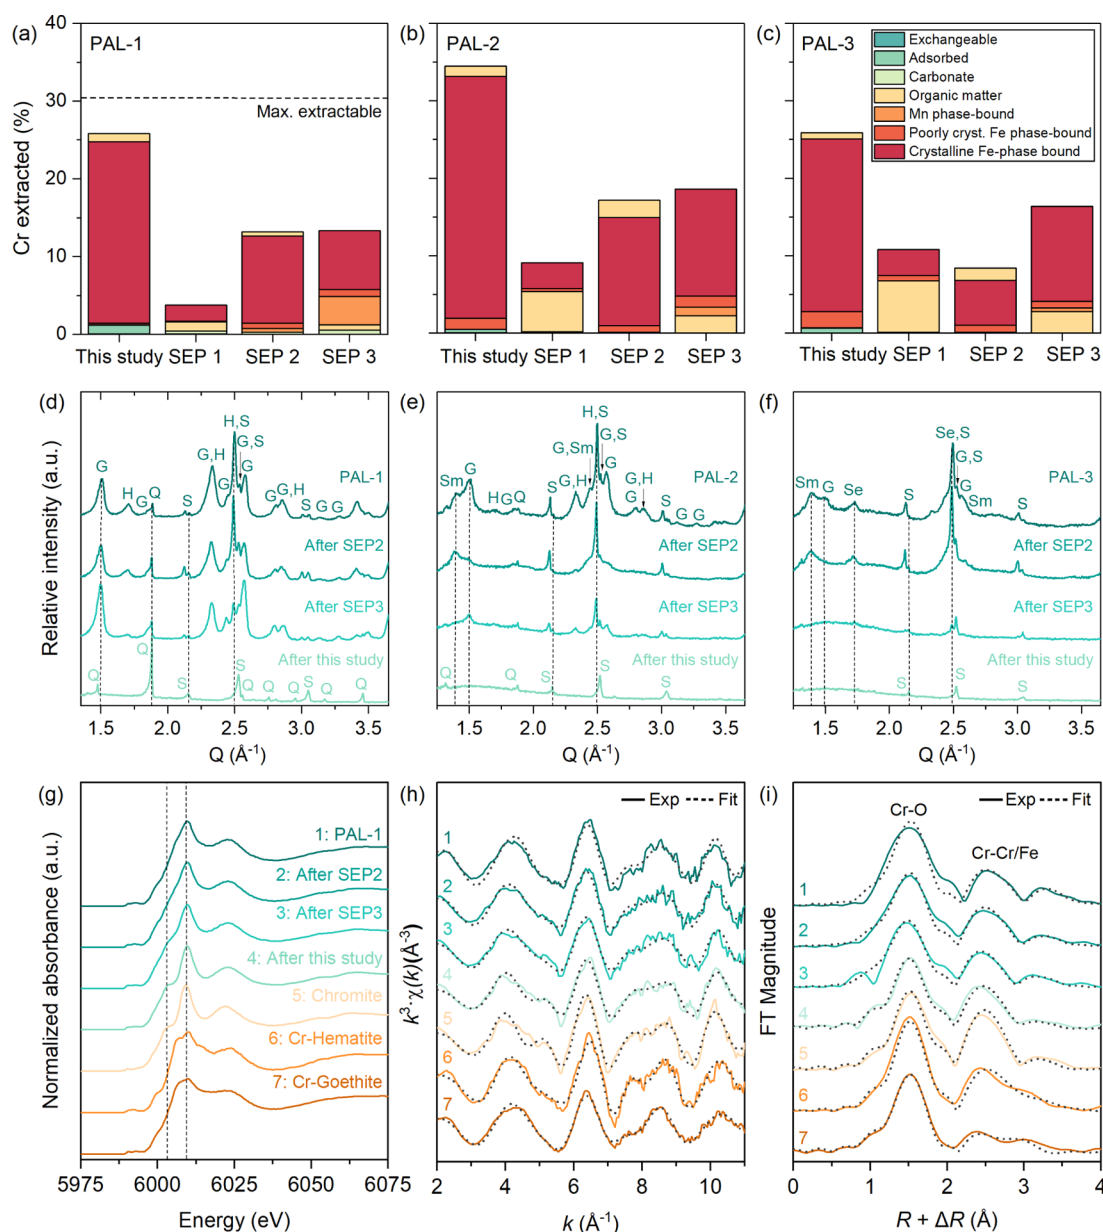 (a)
PAL-1
Max. extractable
Cr extracted (%)
40
30
20
10
0
This study SEP 1 SEP 2 SEP 3
(b)
PAL-2
This study SEP 1 SEP 2 SEP 3
(c)
PAL-3
Exchangeable
Adsorbed
Carbonate
Organic matter
Mn phase-bound
Poorly cryst. Fe phase-bound
Crystalline Fe-phase bound
This study SEP 1 SEP 2 SEP 3
(d)
Relative intensity (a.u.)
H,S
G,S
G
G,H
G
G
H
G
Q
S
G
G,H
S
G
G
G
PAL-1
After SEP2
After SEP3
After this study
Q
Q
S
S
Q
Q
Q
S
Q
Q
1.5 2.0 2.5 3.0 3.5
Q (Å⁻¹)
(e)
H,S
G,S
G,Sm
G
Sm
G
H
G
Q
S
G,H
G
G,H
G
S
G
G
PAL-2
After SEP2
After SEP3
After this study
Q
Q
S
S
S
1.5 2.0 2.5 3.0 3.5
Q (Å⁻¹)
(f)
Se,S
G,S
G
Sm
Sm
G
Se
S
S
PAL-3
After SEP2
After SEP3
After this study
S
S
S
1.5 2.0 2.5 3.0 3.5
Q (Å⁻¹)
(g)
Normalized absorbance (a.u.)
1: PAL-1
2: After SEP2
3: After SEP3
4: After this study
5: Chromite
6: Cr-Hematite
7: Cr-Goethite
5975 6000 6025 6050 6075
Energy (eV)
(h)
Exp Fit
k³·χ(k)(Å⁻³)
1
2
3
4
5
6
7
2 4 6 8 10
k (Å⁻¹)
(i)
Exp Fit
Cr-O
Cr-Cr/Fe
FT Magnitude
1
2
3
4
5
6
7
0 1 2 3 4
R + ΔR (Å)